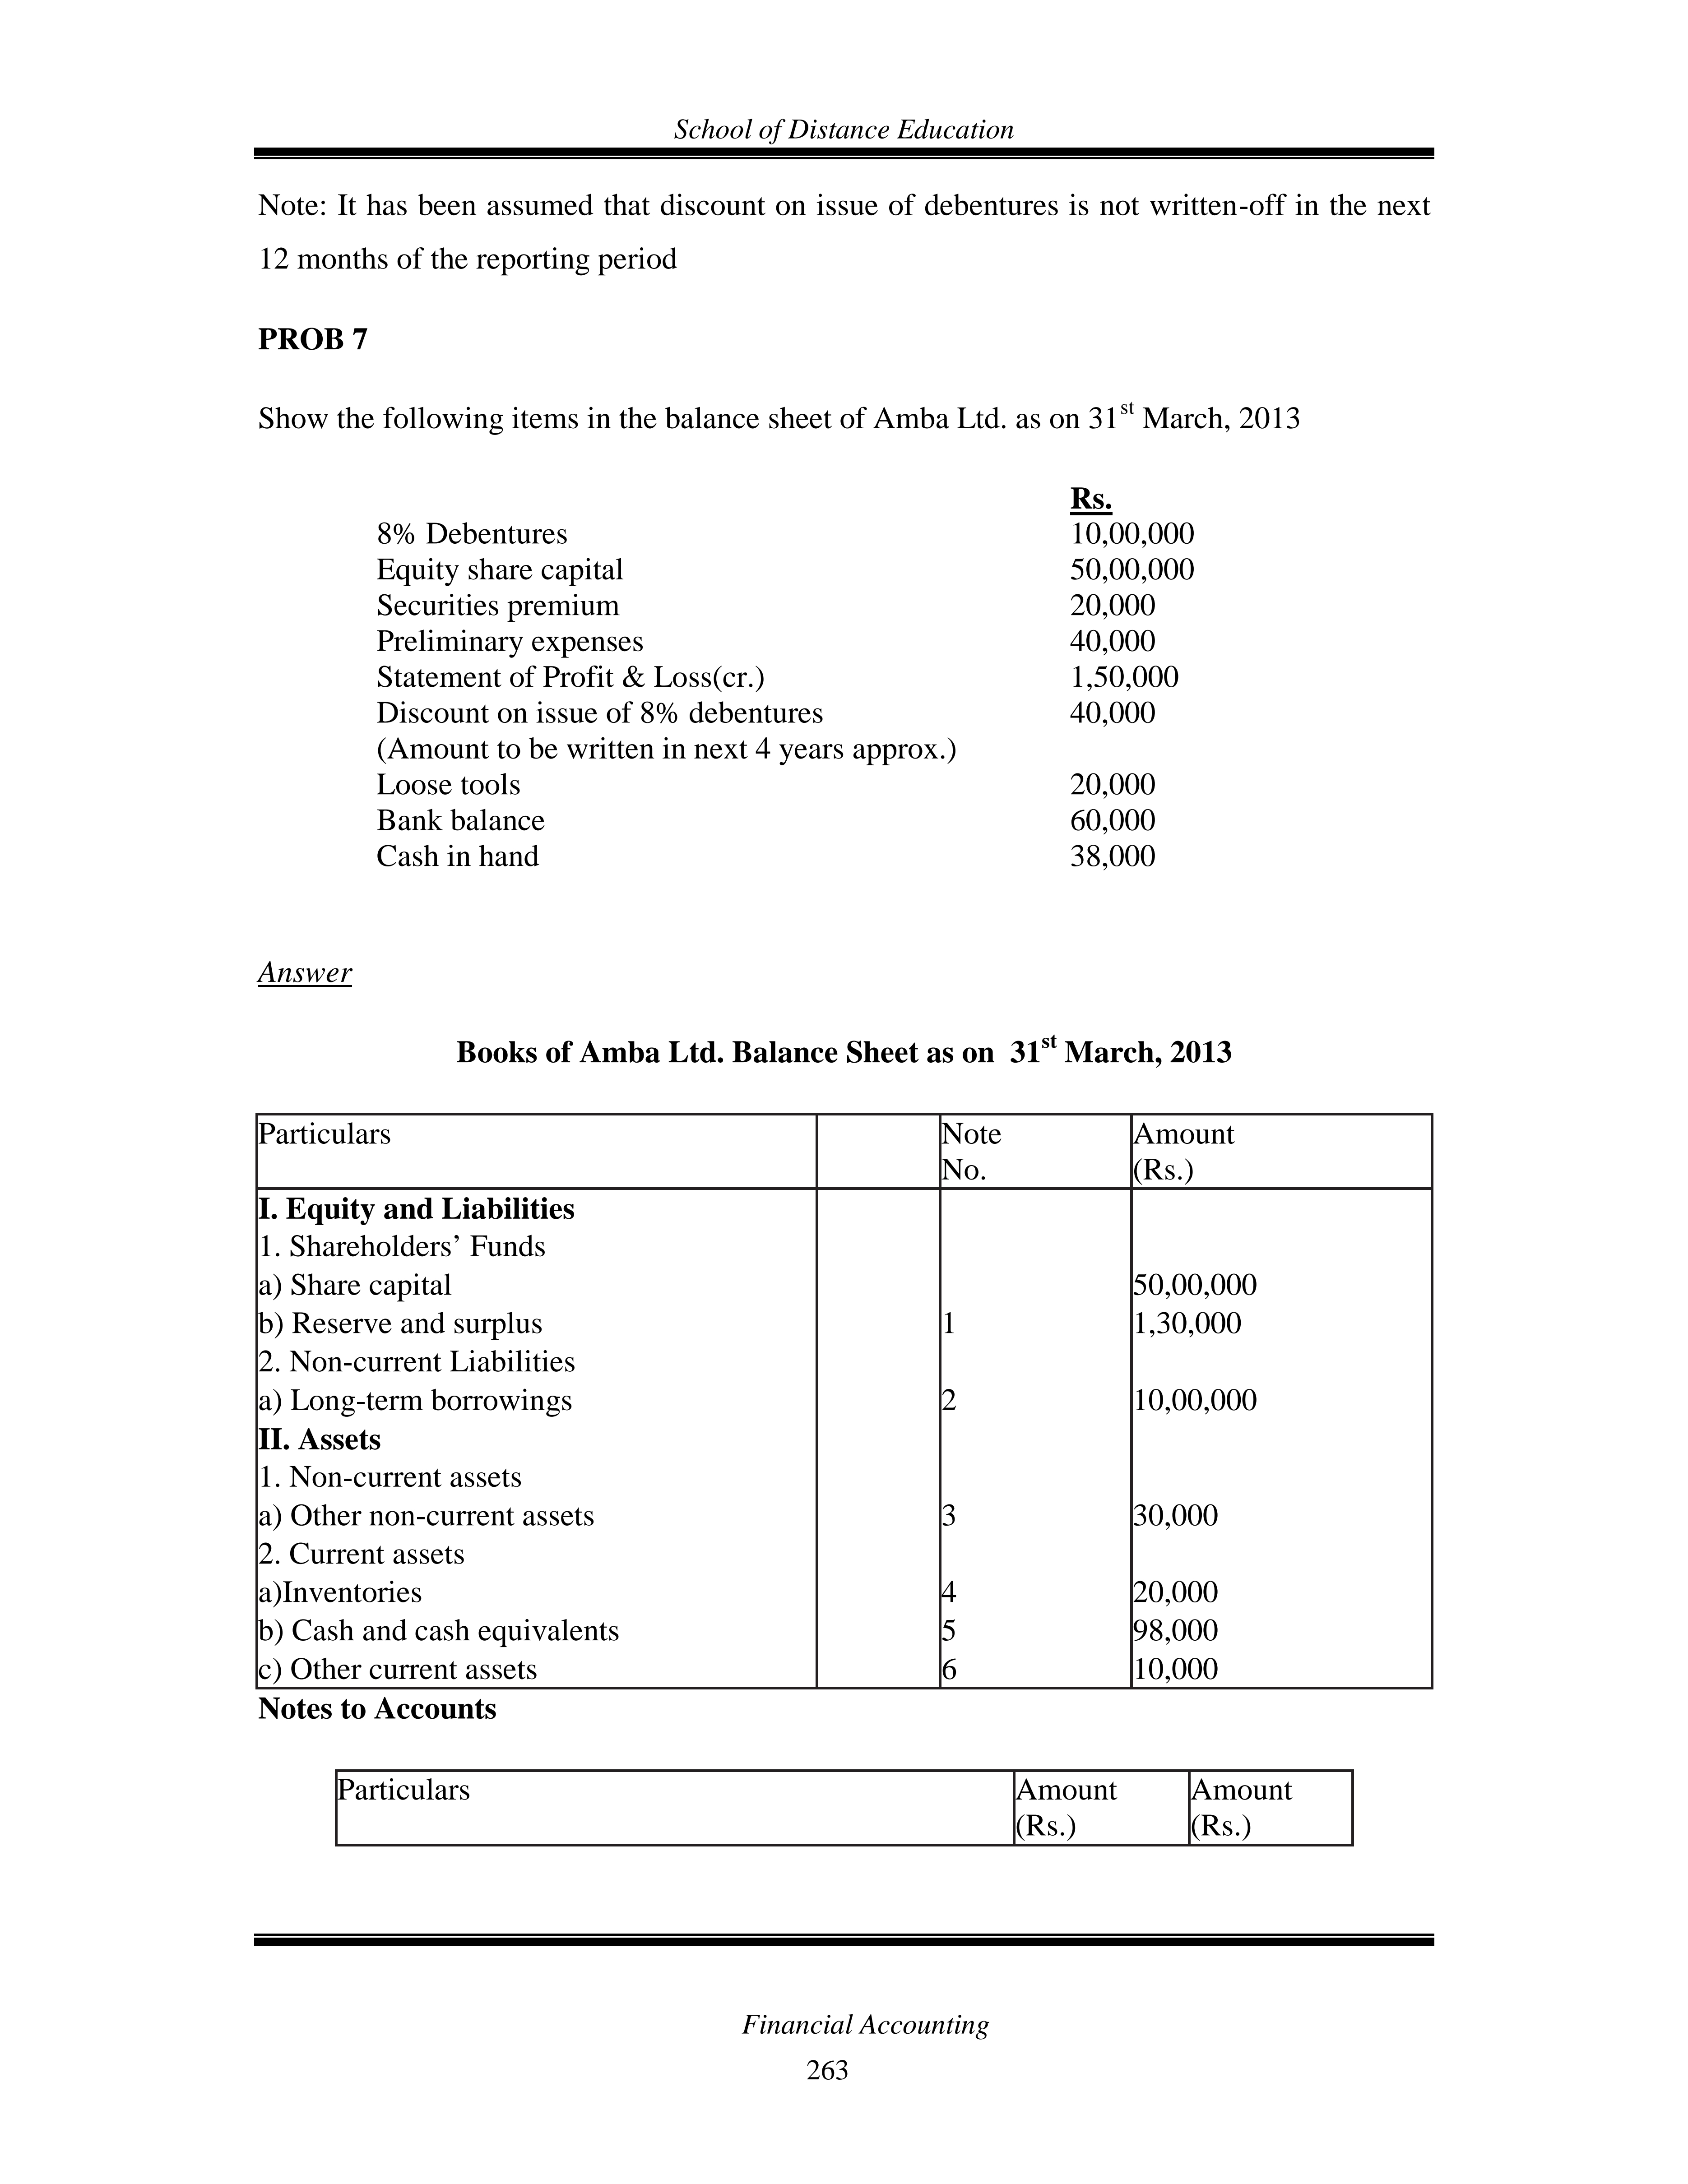 School of Distance Education
Note: It has been assumed that discount on issue of debentures is not written-off in the next
12 months of the reporting period
PROB 7
Show the following items in the balance sheet of Amba Ltd. as on 31st March, 2013
Rs.
8% Debentures 10,00,000
Equity share capital 50,00,000
Securities premium 20,000
Preliminary expenses 40,000
Statement of Profit & Loss(cr.) 1,50,000
Discount on issue of 8% debentures 40,000
(Amount to be written in next 4 years approx.)
Loose tools 20,000
Bank balance 60,000
Cash in hand 38,000
Answer
Books of Amba Ltd. Balance Sheet as on 31st March, 2013
Particulars Note Amount
No. (Rs.)
I. Equity and Liabilities
1. Shareholders’ Funds
a) Share capital 50,00,000
b) Reserve and surplus 1 1,30,000
2. Non-current Liabilities
a) Long-term borrowings 2 10,00,000
II. Assets
1. Non-current assets
a) Other non-current assets 3 30,000
2. Current assets
a)Inventories 4 20,000
b) Cash and cash equivalents 5 98,000
c) Other current assets 6 10,000
Notes to Accounts
Particulars Amount Amount
(Rs.) (Rs.)
Financial Accounting
263